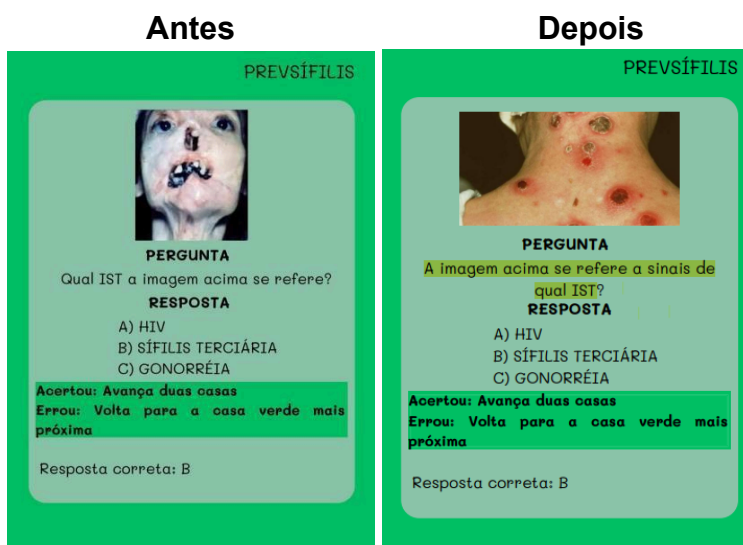 Antes
PREVSÍFILIS
PERGUNTA
Qual IST a imagem acima se refere?
RESPOSTA
A) HIV
B) SÍFILIS TERCIÁRIA
C) GONORRÉIA
Acertou: Avança duas casas
Errou: Volta para a casa verde mais
próxima
Resposta correta: B
Depois
PREVSÍFILIS
PERGUNTA
A imagem acima se refere a sinais de
qual IST?
RESPOSTA
A) HIV
B) SÍFILIS TERCIÁRIA
C) GONORRÉIA
Acertou: Avança duas casas
Errou: Volta para a casa verde mais
próxima
Resposta correta: B